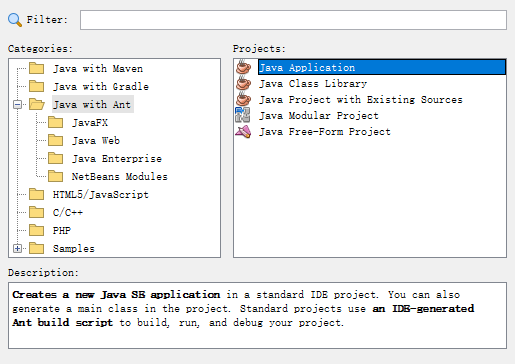 Filter:
Categories:
Projects:
Java with Maven
Java with Gradle
Java with Ant
JavaFX
Java Web
Java Enterprise
NetBeans Modules
HTML5/JavaScript
C/C++
PHP
Samples
Java Application
Java Class Library
Java Project with Existing Sources
Java Modular Project
Java Free-Form Project
Description:
Creates a new Java SE application in a standard IDE project. You can also
generate a main class in the project. Standard projects use an IDE-generated
Ant build script to build, run, and debug your project.